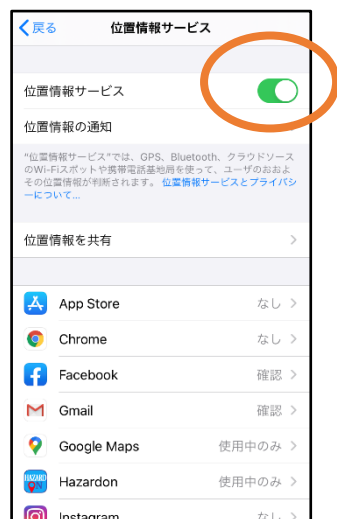 戻る 位置情報サービス
位置情報サービス
位置情報の通知
"位置情報サービス"では、GPS、Bluetooth、クラウドソース
のWi-Fiスポットや携帯電話基地局を使って、ユーザのおおよ
その位置情報が判断されます。位置情報サービスとプライバシ
ーについて...
位置情報を共有
App Store なし
Chrome なし
Facebook 確認
Gmail 確認
Google Maps 使用中のみ
HAZARD
ON
Hazardon 使用中のみ
Instagram なし